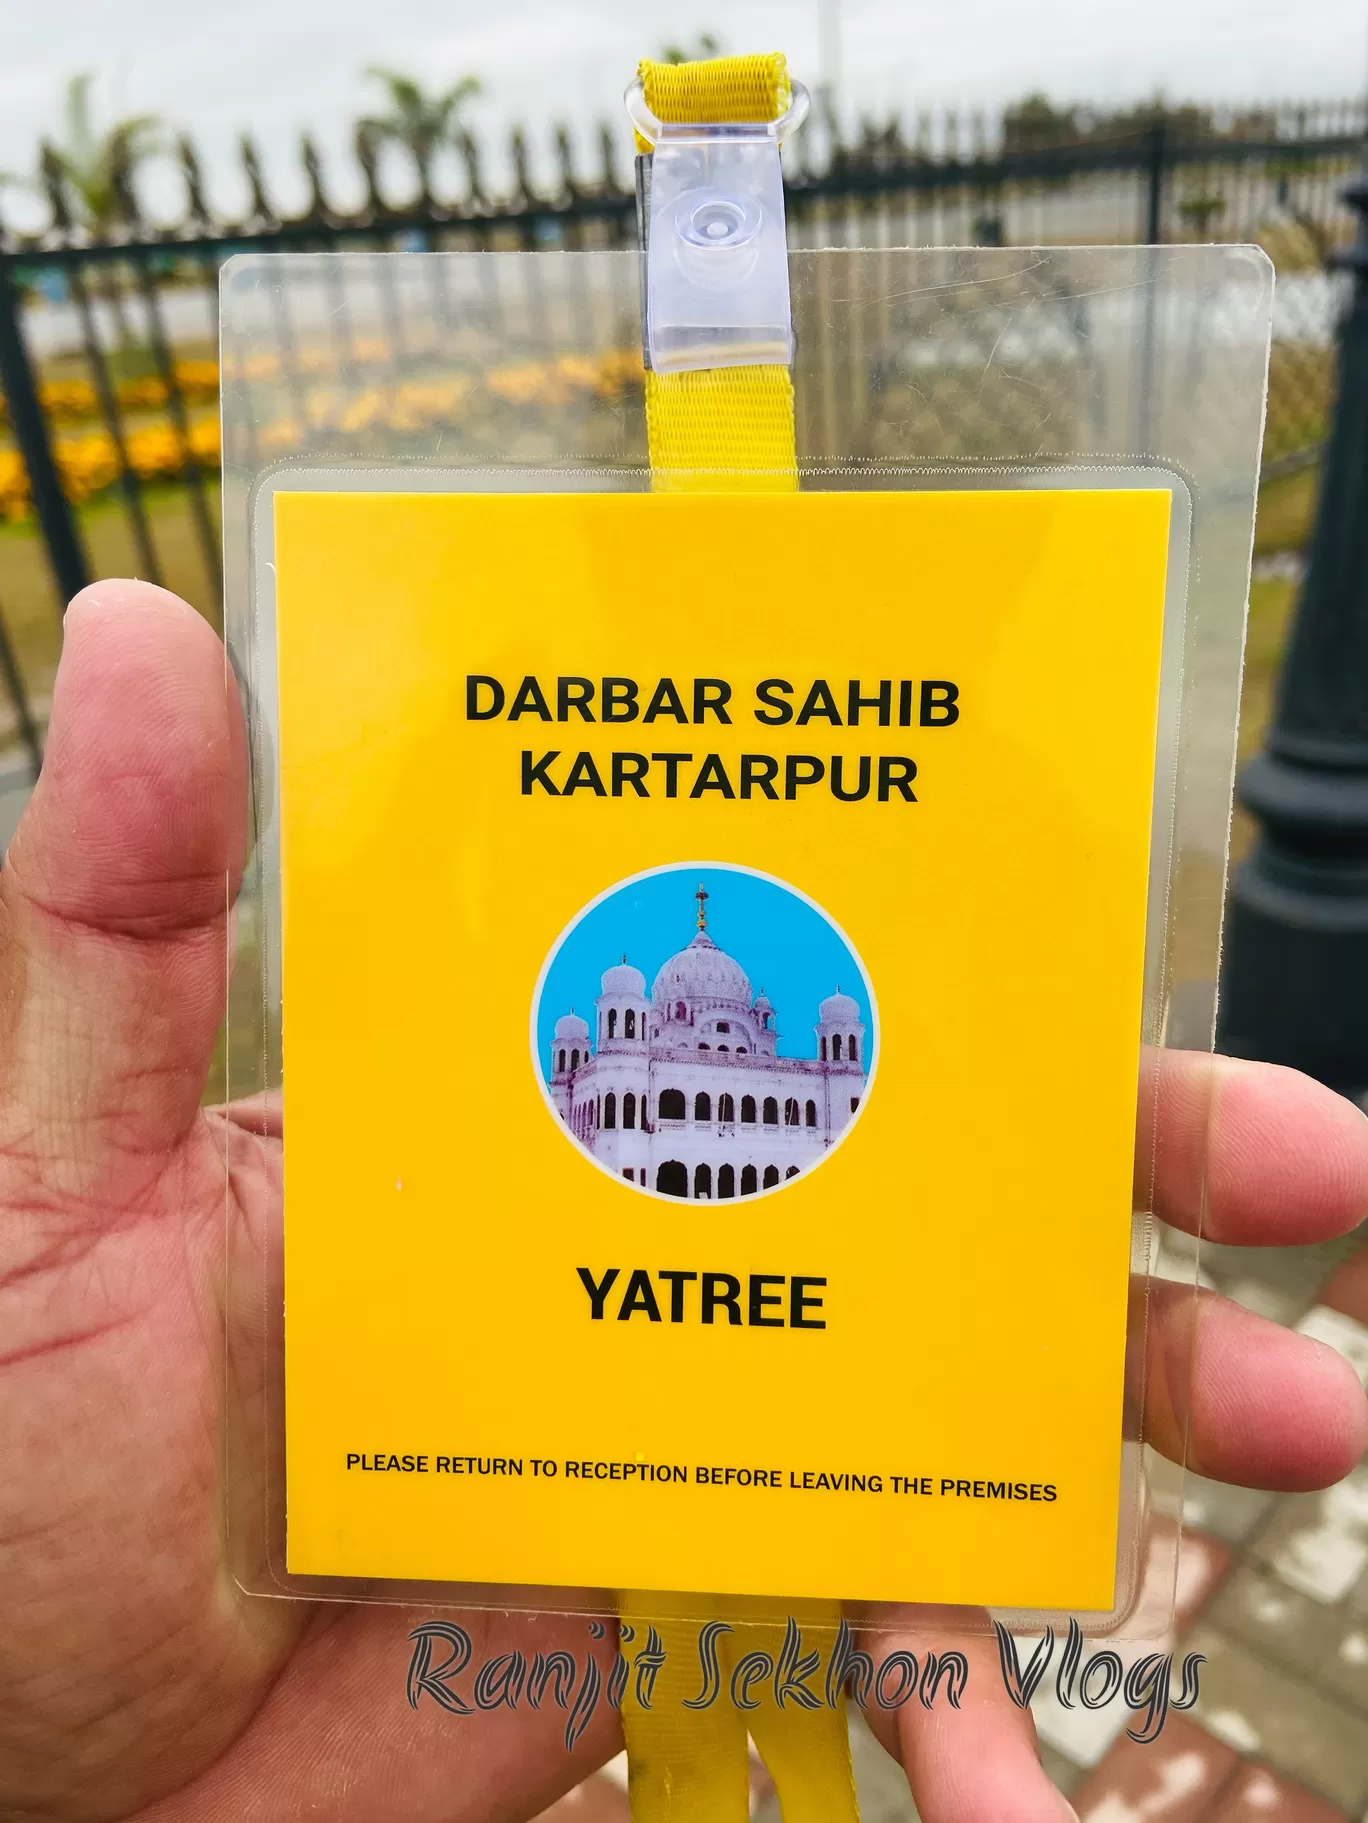 DARBAR SAHIB
KARTARPUR
YATREE
PLEASE RETURN TO RECEPTION BEFORE LEAVING THE PREMISES
Ranjit Sekhon Vlogs